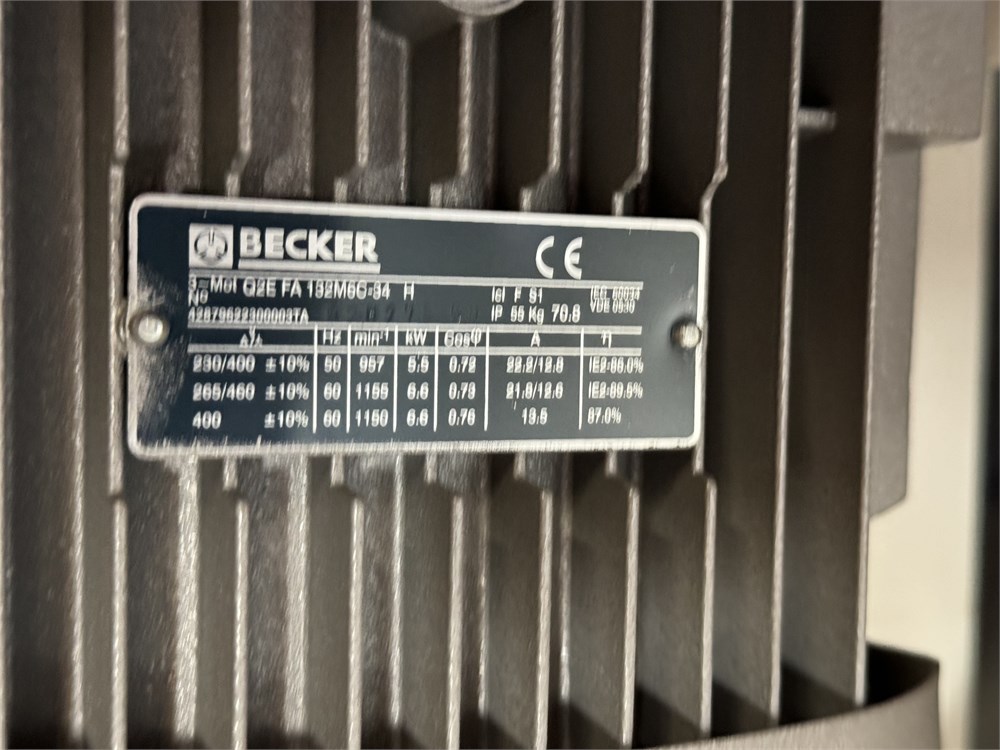 BECKER CE
3~Mot Q2E FA 132M6C-34 H Icl F S1 IEC 60034
No IP 55 Kg 70.8 VDE 0530
42879622300003TA
V Hz min-1 kW Cosφ A η
230/400 ±10% 50 957 5.5 0.72 22.2/12.8 IE2-86.0%
265/460 ±10% 60 1155 6.6 0.73 21.8/12.6 IE2-89.5%
400 ±10% 60 1150 6.6 0.76 13.5 87.0%